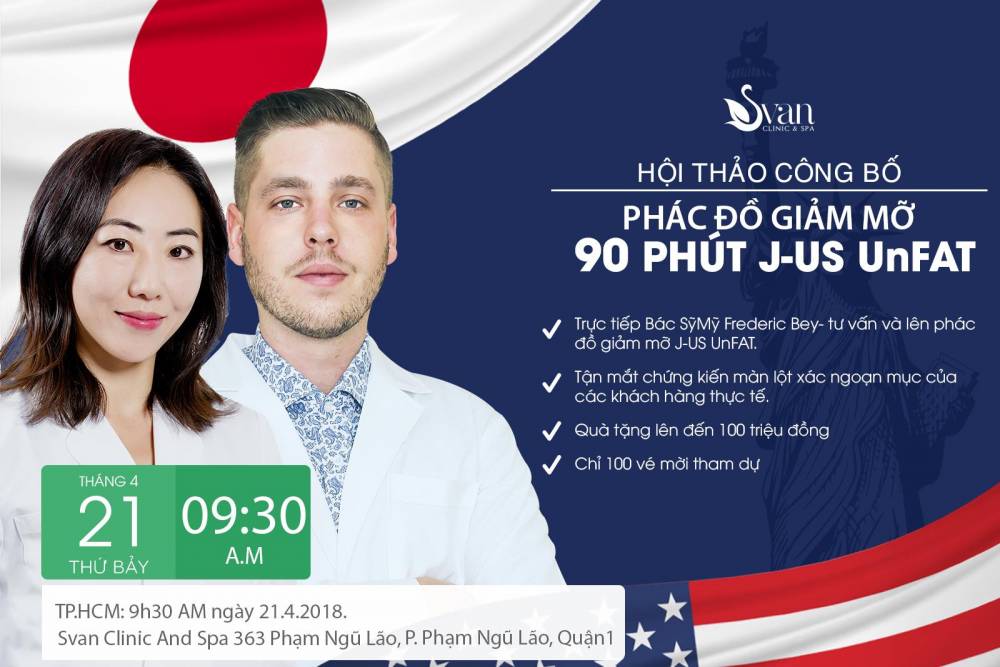 Svan
CLINIC & SPA
HỘI THẢO CÔNG BỐ
PHÁC ĐỒ GIẢM MỠ
90 PHÚT J-US UnFAT
Trực tiếp Bác SỹMỹ Frederic Bey- tư vấn và lên phác
đồ giảm mỡ J-US UnFAT.
Tận mắt chứng kiến màn lột xác ngoạn mục của
các khách hàng thực tế.
Quà tặng lên đến 100 triệu đồng
Chỉ 100 vé mời tham dự
THÁNG 4
21
THỨ BẢY
09:30
A.M
TP.HCM: 9h30 AM ngày 21.4.2018.
Svan Clinic And Spa 363 Phạm Ngũ Lão, P. Phạm Ngũ Lão, Quận1